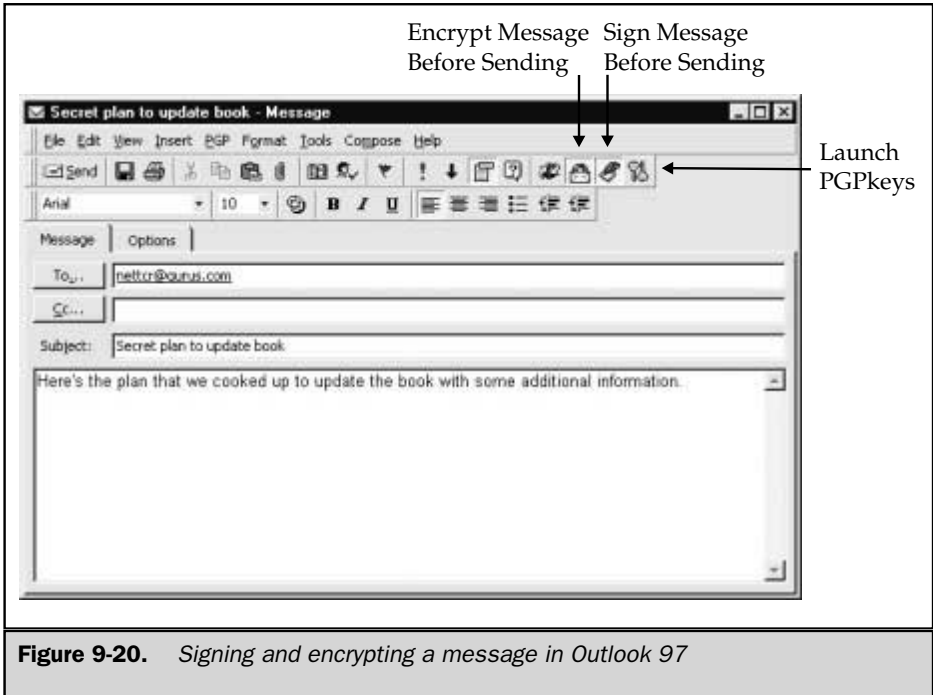 Encrypt Message Before Sending
Sign Message Before Sending
Launch PGPkeys
Secret plan to update book - Message
File Edit View Insert PGP Format Tools Compose Help
Send
Arial 10 B I U
Message Options
To...
nettcr@gurus.com
Cc...
Subject: Secret plan to update book
Here's the plan that we cooked up to update the book with some additional information.
Figure 9-20. Signing and encrypting a message in Outlook 97